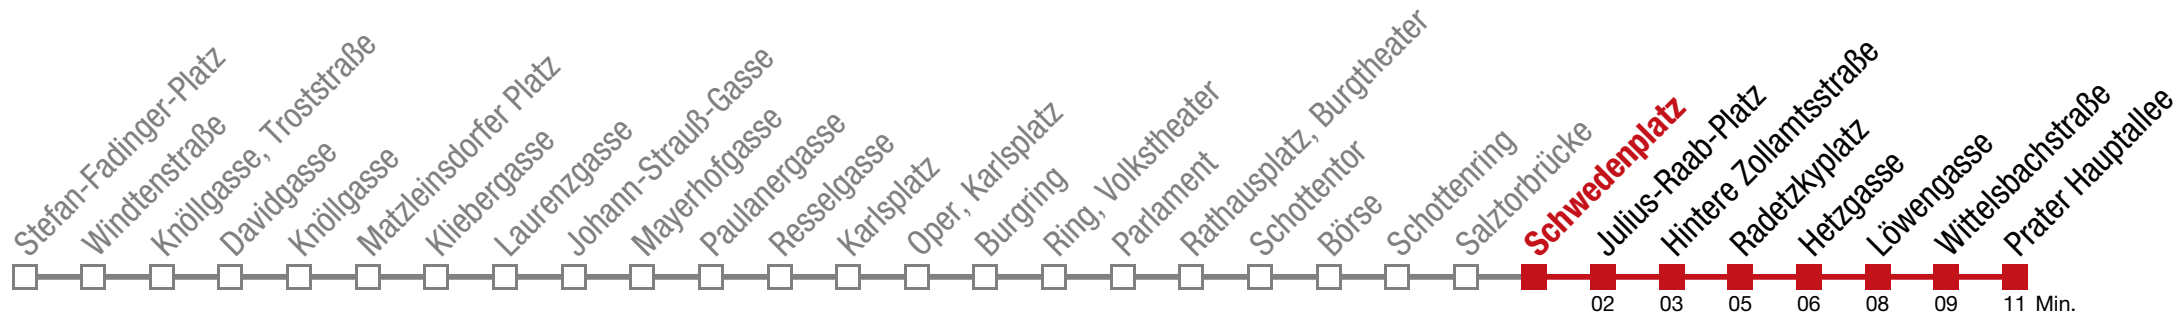 Stefan-Fadinger-Platz
Windtenstraße
Knöllgasse, Troststraße
Davidgasse
Knöllgasse
Matzleinsdorfer Platz
Kliebergasse
Laurenzgasse
Johann-Strauß-Gasse
Mayerhofgasse
Paulanergasse
Resselgasse
Karlsplatz
Oper, Karlsplatz
Burgring
Ring, Volkstheater
Parlament
Rathausplatz, Burgtheater
Schottentor
Börse
Schottenring
Salztorbrücke
Schwedenplatz
Julius-Raab-Platz
Hintere Zollamtsstraße
Radetzkyplatz
Hetzgasse
Löwengasse
Wittelsbachstraße
Prater Hauptallee
02 03 05 06 08 09 11 Min.